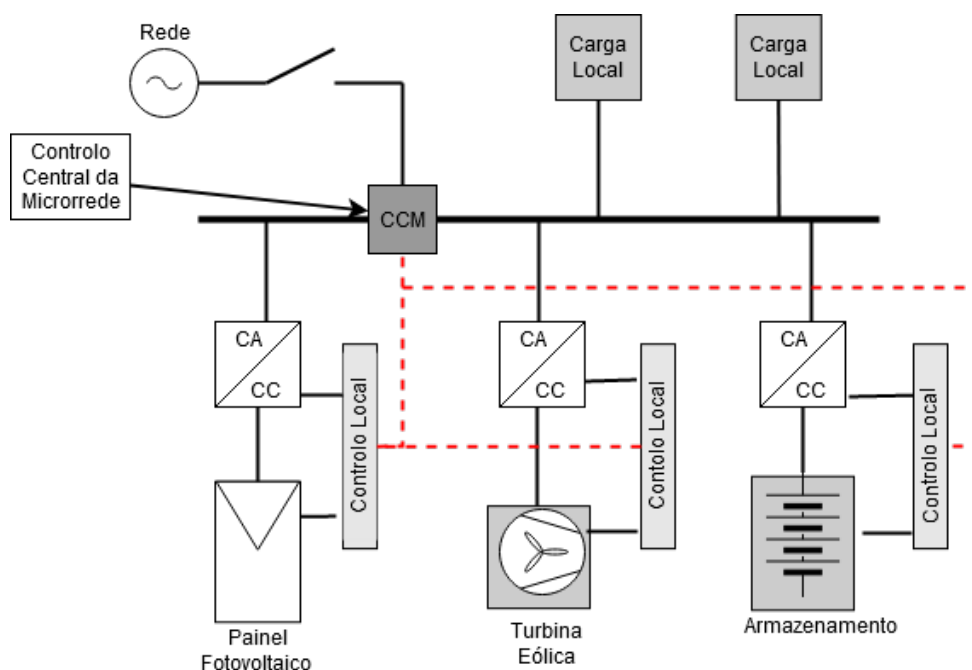 Rede
Carga
Local
Carga
Local
Controlo
Central da
Microrrede
CCM
CA
CC
CA
CC
CA
CC
Controlo Local
Contolo Local
Controlo Local
Painel
Fotovoltaico
Turbina
Eólica
Armazenamento